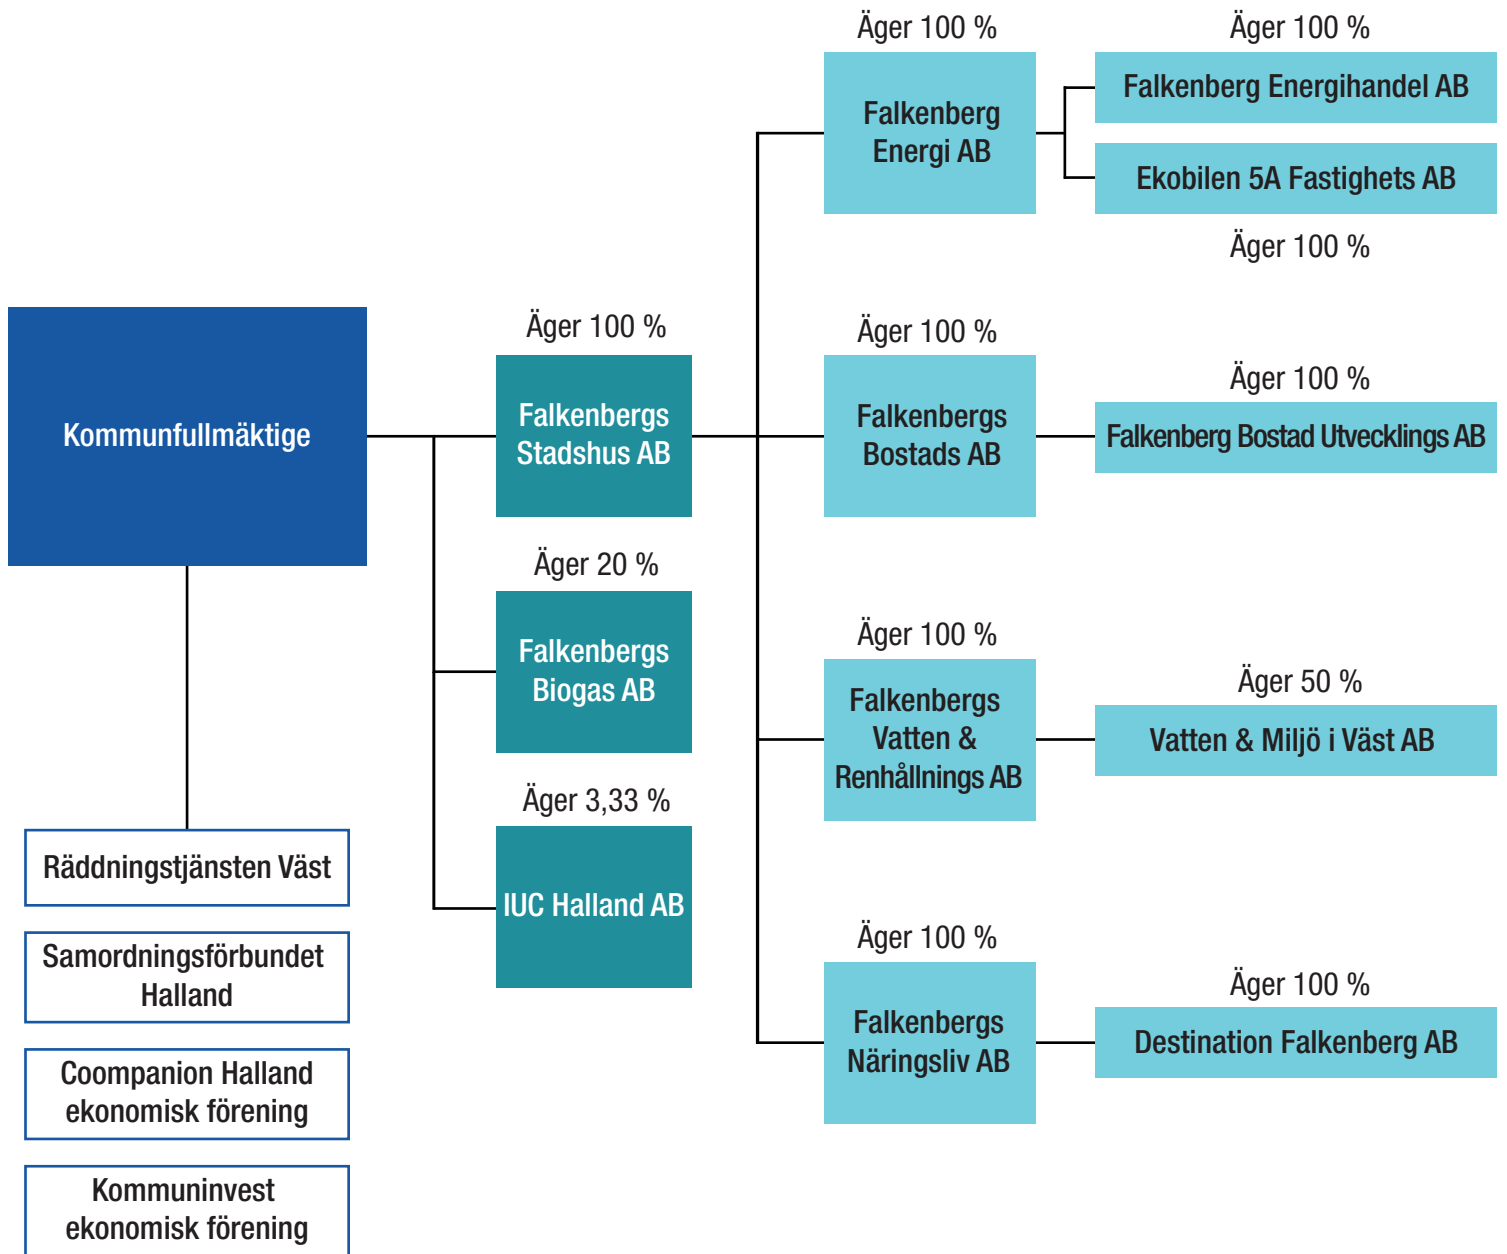 Kommunfullmäktige
Räddningstjänsten Väst
Samordningsförbundet
Halland
Coompanion Halland
ekonomisk förening
Kommuninvest
ekonomisk förening
Äger 100 %
Falkenbergs
Stadshus AB
Äger 20 %
Falkenbergs
Biogas AB
Äger 3,33 %
IUC Halland AB
Äger 100 %
Falkenberg
Energi AB
Äger 100 %
Falkenberg Energihandel AB
Ekobilen 5A Fastighets AB
Äger 100 %
Äger 100 %
Falkenbergs
Bostads AB
Äger 100 %
Falkenberg Bostad Utvecklings AB
Äger 100 %
Falkenbergs
Vatten &
Renhållnings AB
Äger 50 %
Vatten & Miljö i Väst AB
Äger 100 %
Falkenbergs
Näringsliv AB
Äger 100 %
Destination Falkenberg AB